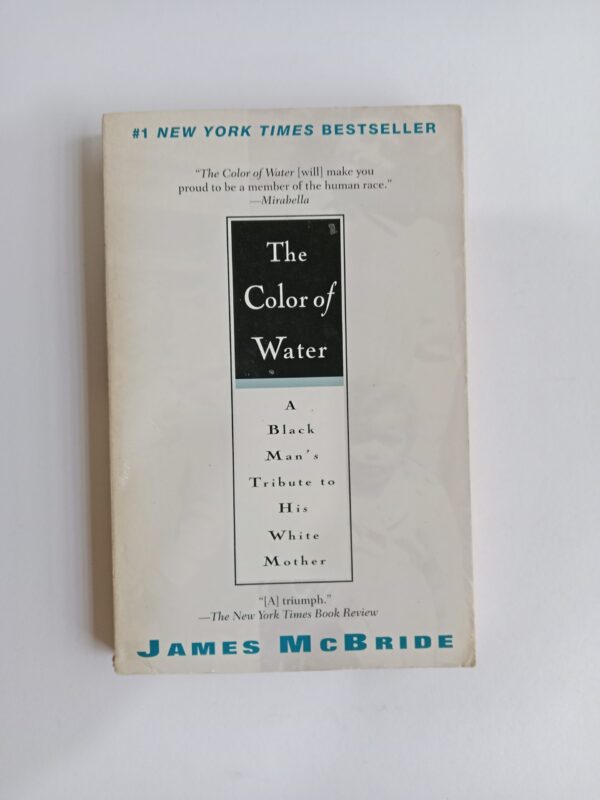 #1 NEW YORK TIMES BESTSELLER
“The Color of Water [will] make you
proud to be a member of the human race.”
—Mirabella
The
Color of
Water
A
Black
Man's
Tribute to
His
White
Mother
“[A] triumph.”
—The New York Times Book Review
JAMES MCBRIDE